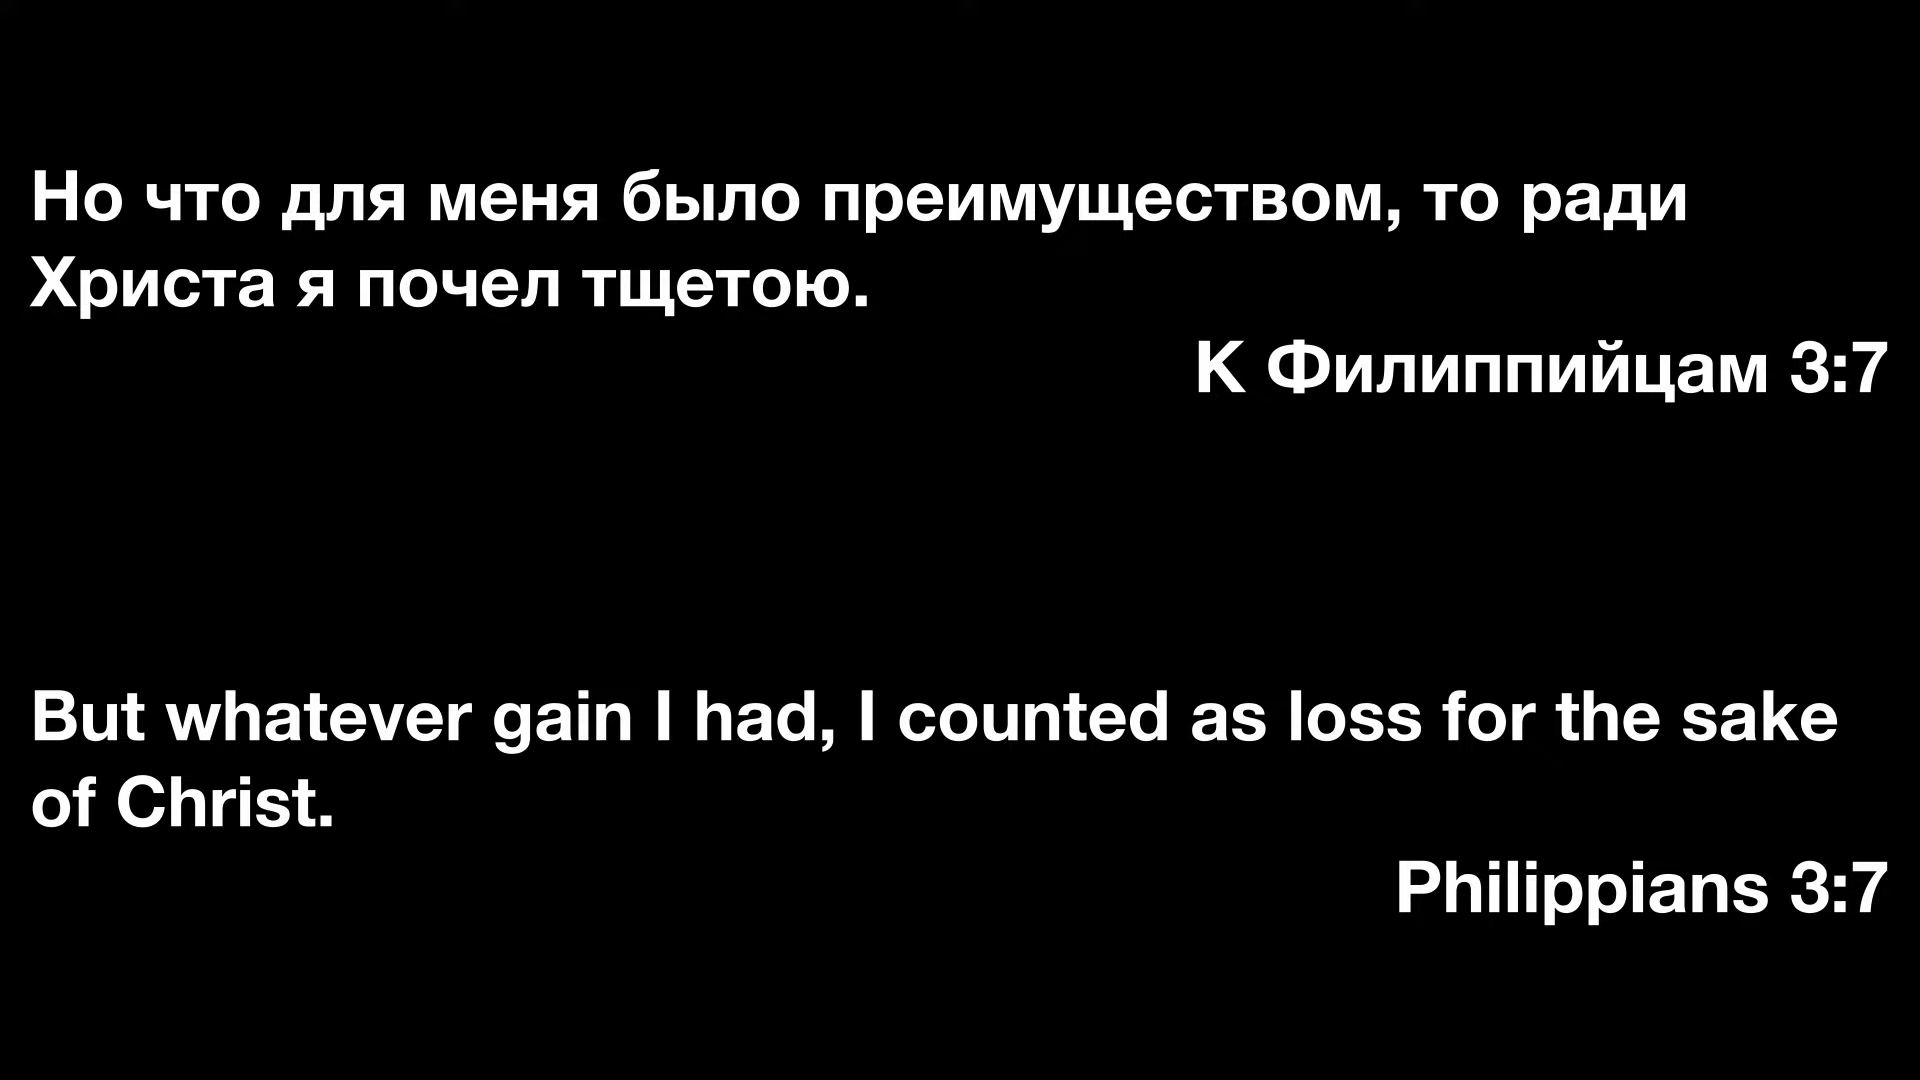 Но что для меня было преимуществом, то ради
Христа я почел тщетою.
К Филиппийцам 3:7
But whatever gain I had, I counted as loss for the sake
of Christ.
Philippians 3:7